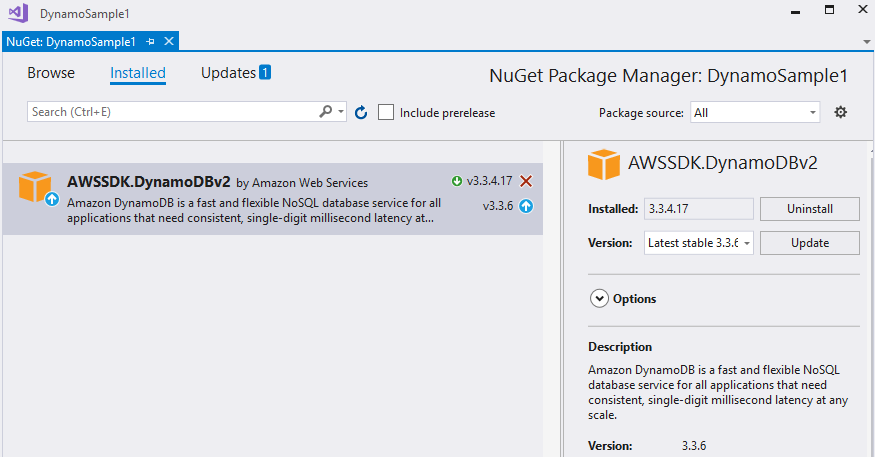 DynamoSample1
NuGet: DynamoSample1
Browse Installed Updates 1
NuGet Package Manager: DynamoSample1
Search (Ctrl+E)
Include prerelease
Package source: All
AWSSDK.DynamoDBv2 by Amazon Web Services
v3.3.4.17
Amazon DynamoDB is a fast and flexible NoSQL database service for all
applications that need consistent, single-digit millisecond latency at...
v3.3.6
AWSSDK.DynamoDBv2
Installed: 3.3.4.17 Uninstall
Version: Latest stable 3.3.6 Update
Options
Description
Amazon DynamoDB is a fast and flexible NoSQL
database service for all applications that need
consistent, single-digit millisecond latency at any
scale.
Version: 3.3.6